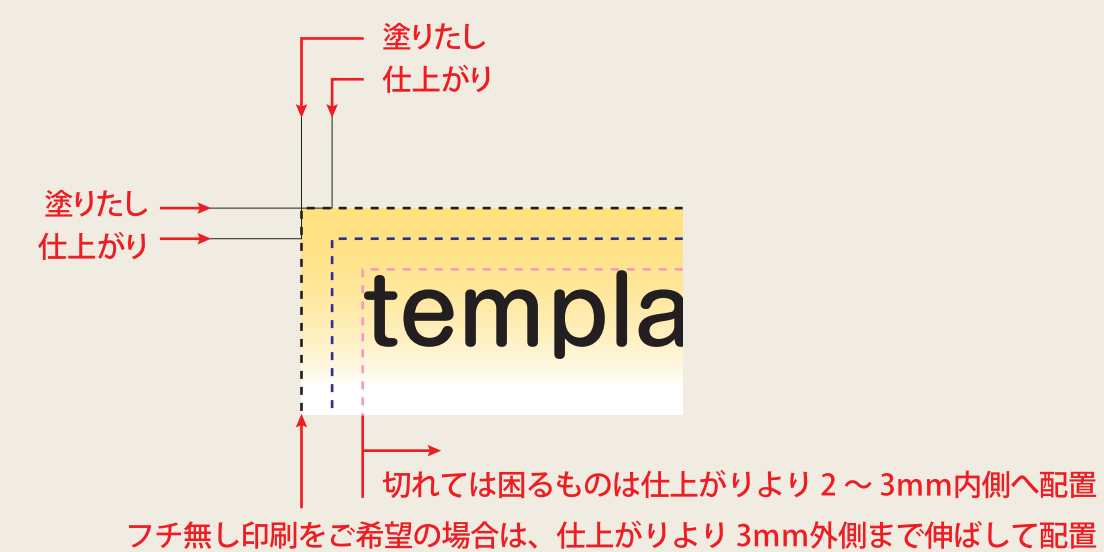 塗りたし
仕上がり
塗りたし
仕上がり
templa
切れては困るものは仕上がりより 2 〜 3mm内側へ配置
フチ無し印刷をご希望の場合は、仕上がりより 3mm外側まで伸ばして配置